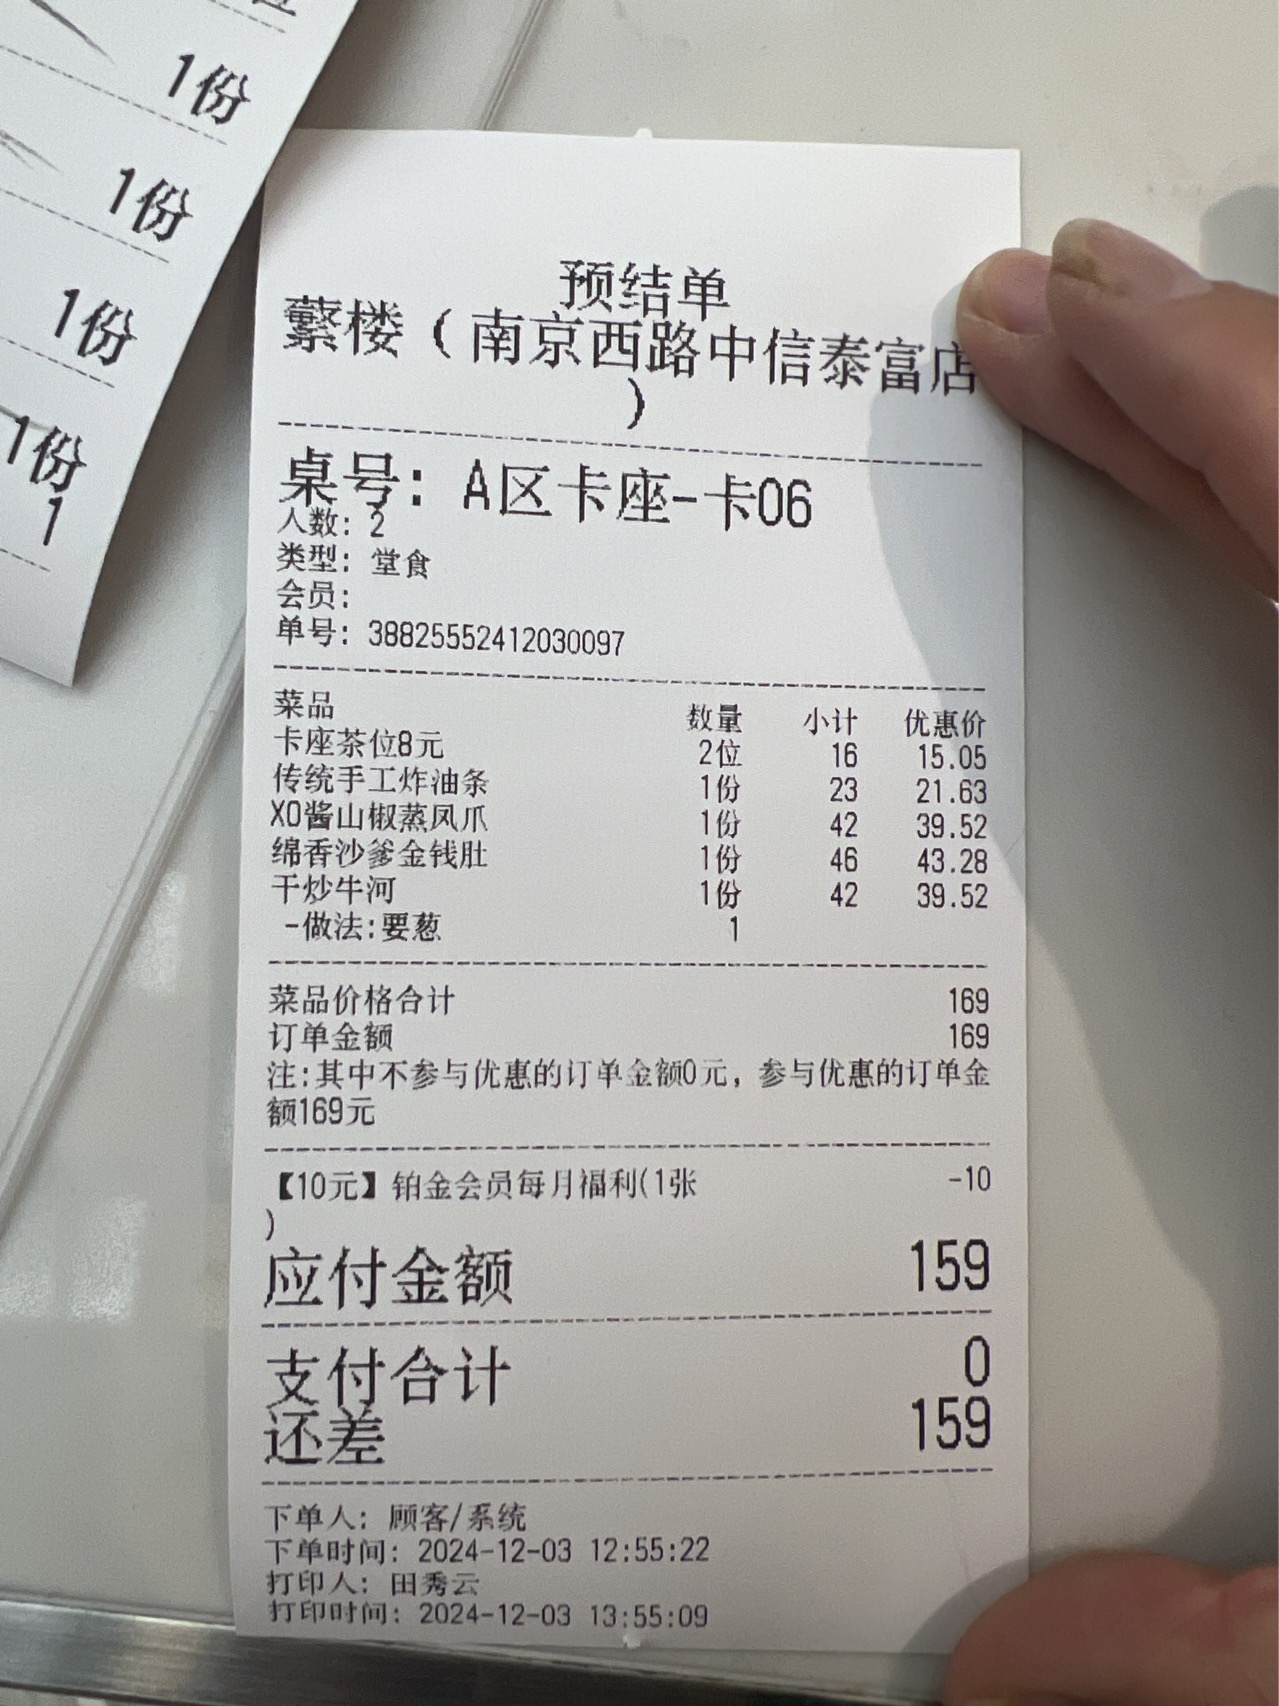 1份
1份
1份
1份
1
预结单
蘩楼（南京西路中信泰富店
）
桌号：A区卡座-卡06
人数：2
类型：堂食
会员：
单号：38825552412030097
菜品 数量 小计 优惠价
卡座茶位8元 2位 16 15.05
传统手工炸油条 1份 23 21.63
XO酱山椒蒸凤爪 1份 42 39.52
绵香沙爹金钱肚 1份 46 43.28
干炒牛河 1份 42 39.52
-做法:要葱 1
菜品价格合计 169
订单金额 169
注:其中不参与优惠的订单金额0元，参与优惠的订单金
额169元
【10元】铂金会员每月福利(1张 -10
)
应付金额 159
支付合计 0
还差 159
下单人：顾客/系统
下单时间：2024-12-03 12:55:22
打印人：田秀云
打印时间：2024-12-03 13:55:09